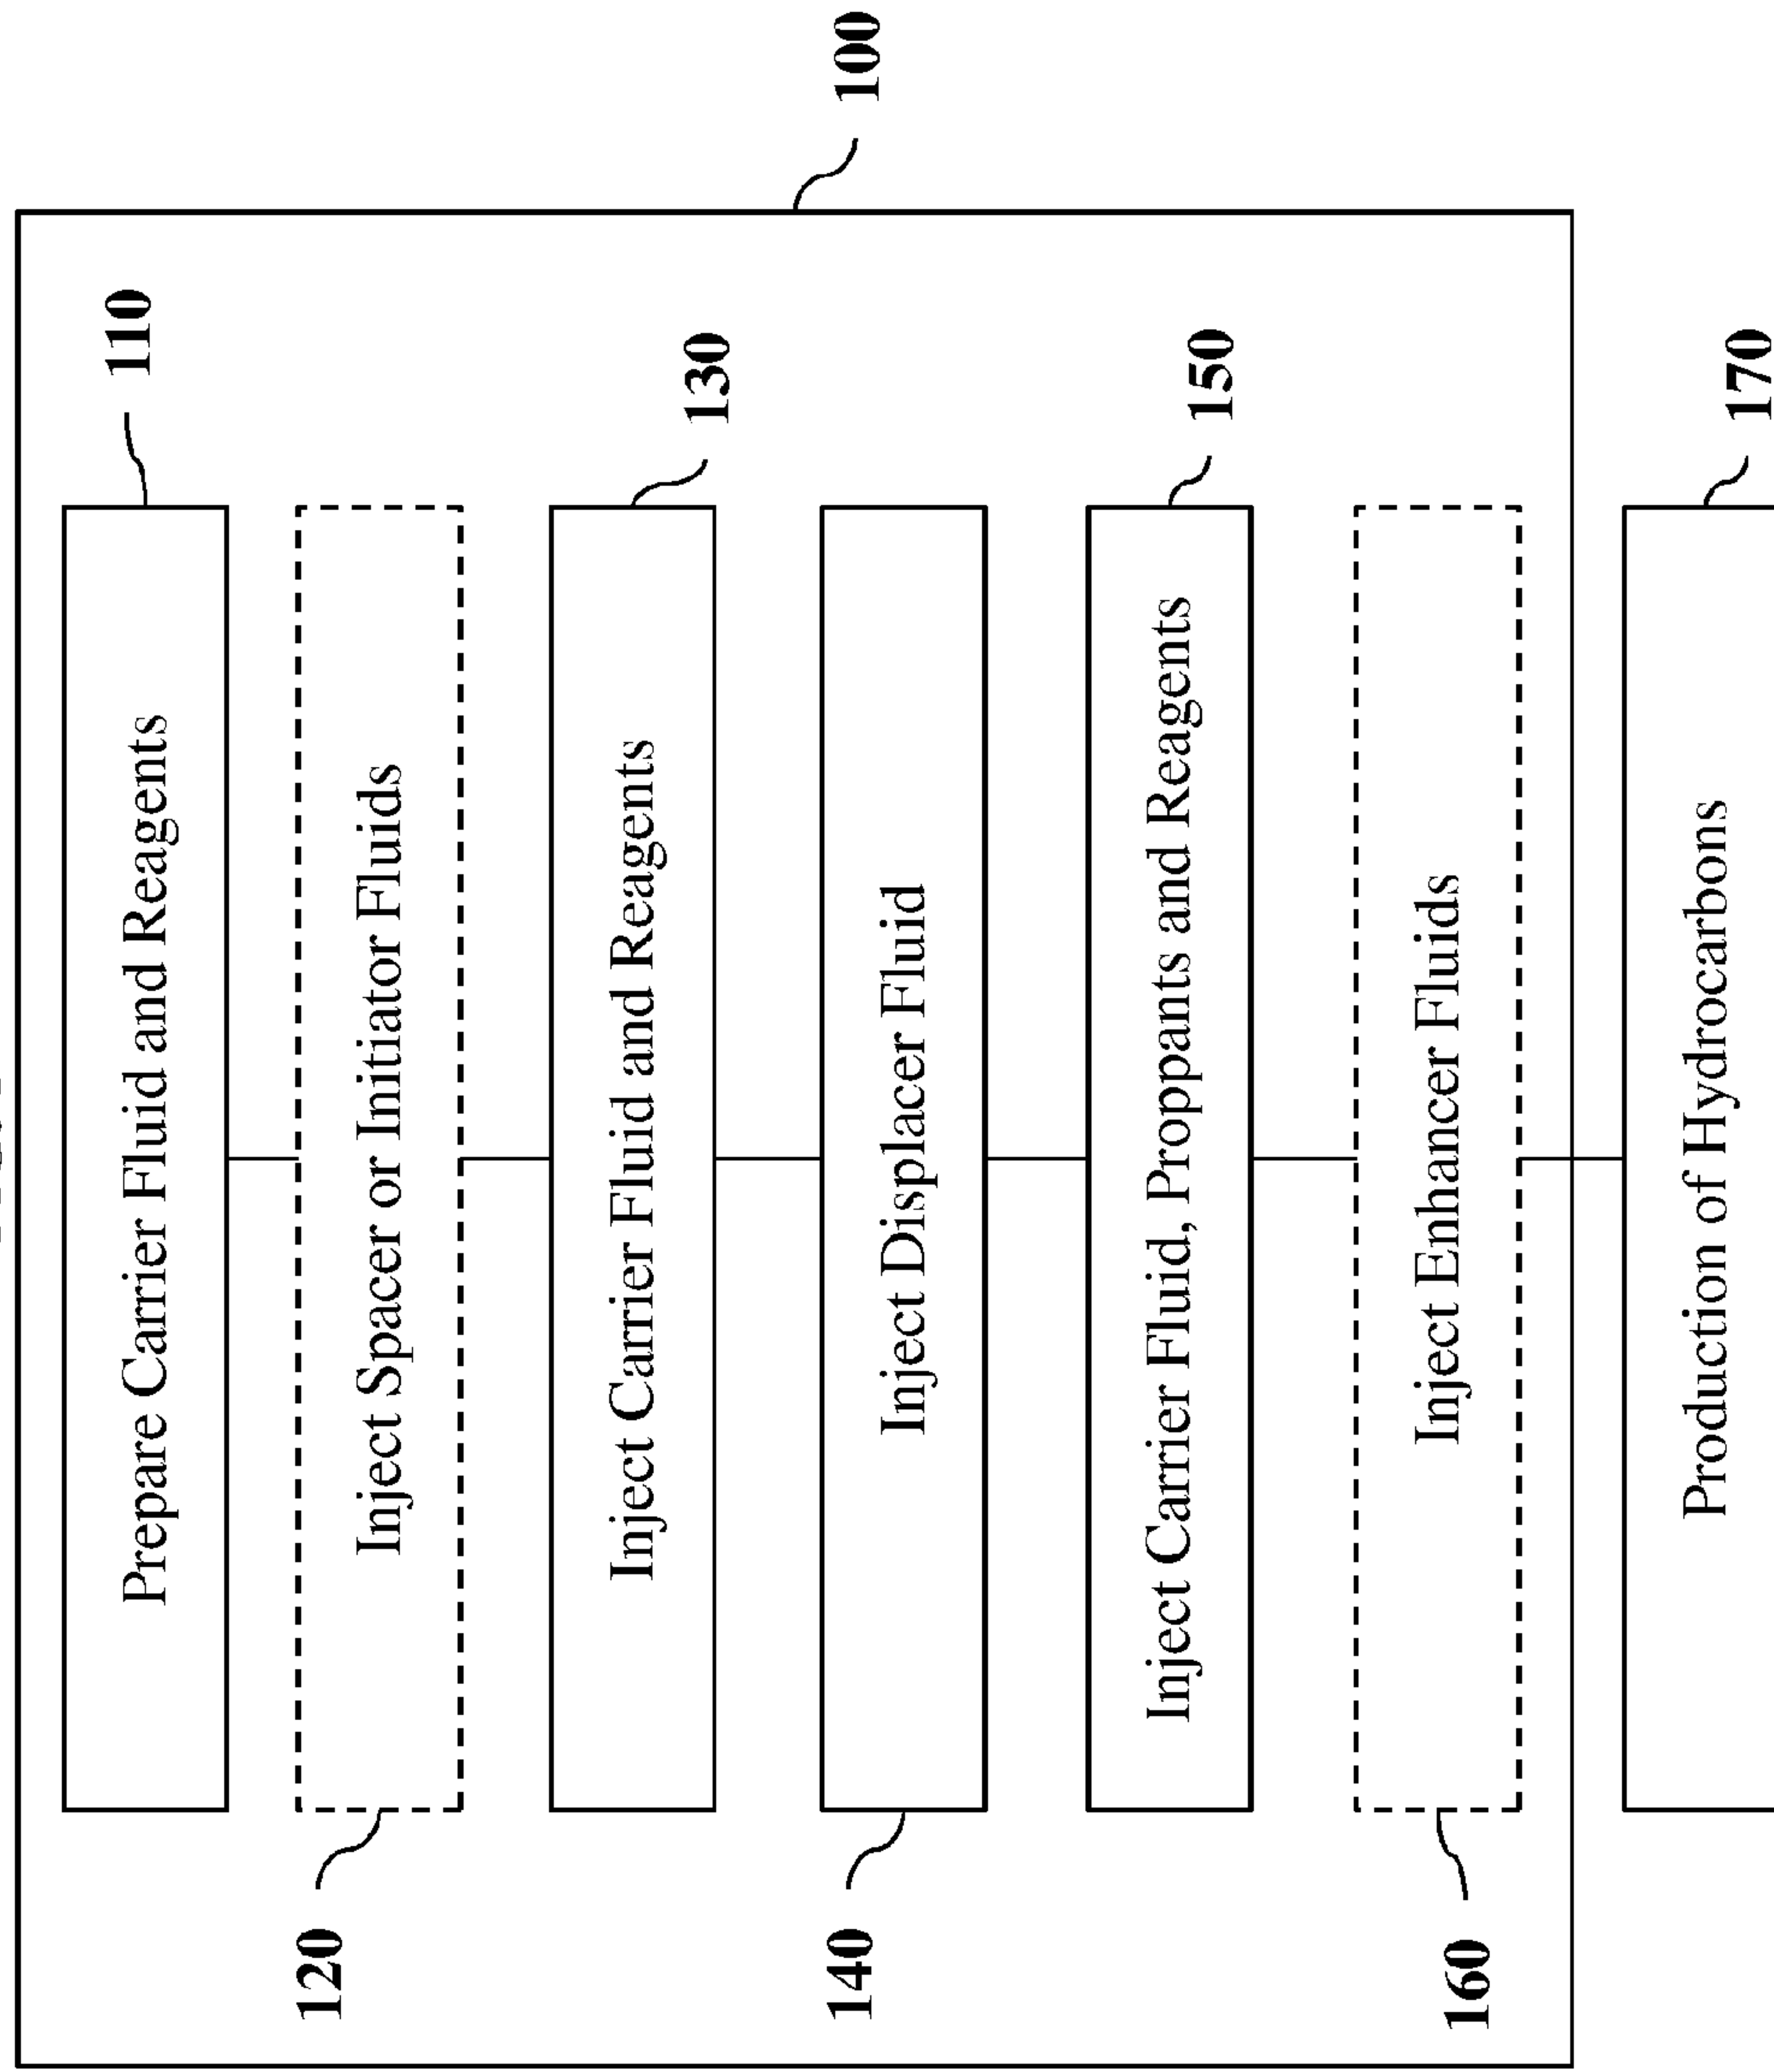 100
Prepare Carrier Fluid and Reagents
110
Inject Spacer or Initiator Fluids
120
Inject Carrier Fluid and Reagents
130
Inject Displacer Fluid
140
Inject Carrier Fluid, Proppants and Reagents
150
Inject Enhancer Fluids
160
Production of Hydrocarbons
170